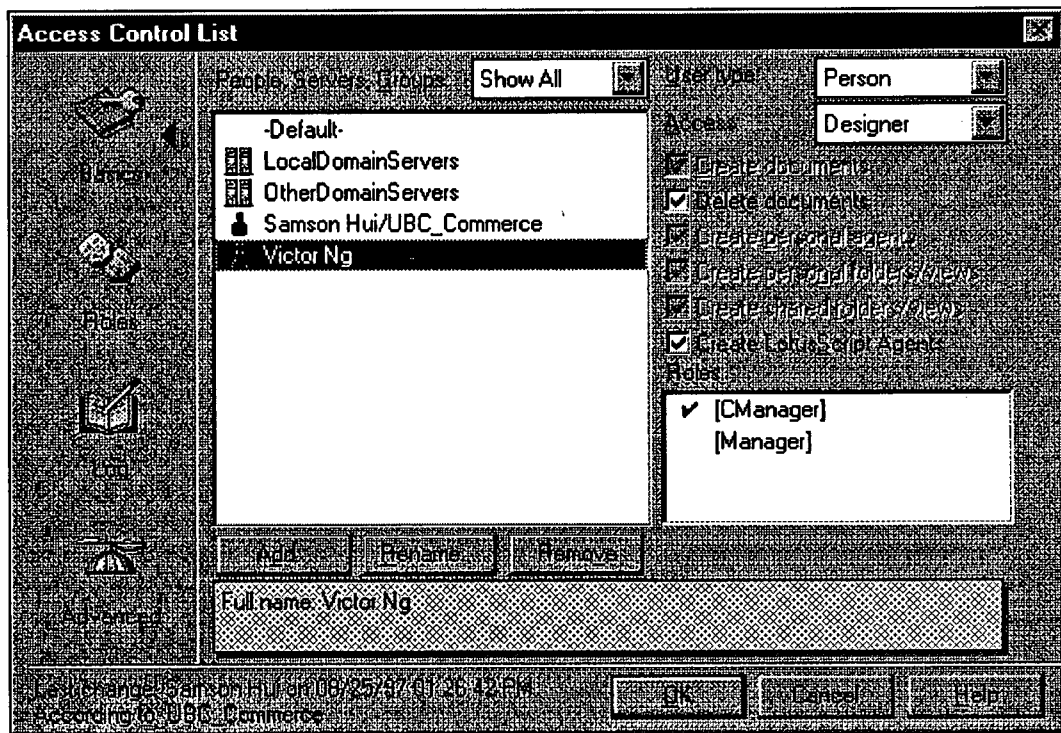 Access Control List
Basics
Roles
Log
Advanced
People, Servers, Groups: Show All
-Default-
LocalDomainServers
OtherDomainServers
Samson Hui/UBC_Commerce
Victor Ng
Add... Rename... Remove
Full name: Victor Ng
User type: Person
Access: Designer
Create documents
Delete documents
Create personal agents
Create personal folders/views
Create shared folders/views
Create LotusScript Agents
Roles:
[CManager]
[Manager]
Last change: Samson Hui on 08/25/97 01:26:42 PM
According to: UBC_Commerce
OK Cancel Help